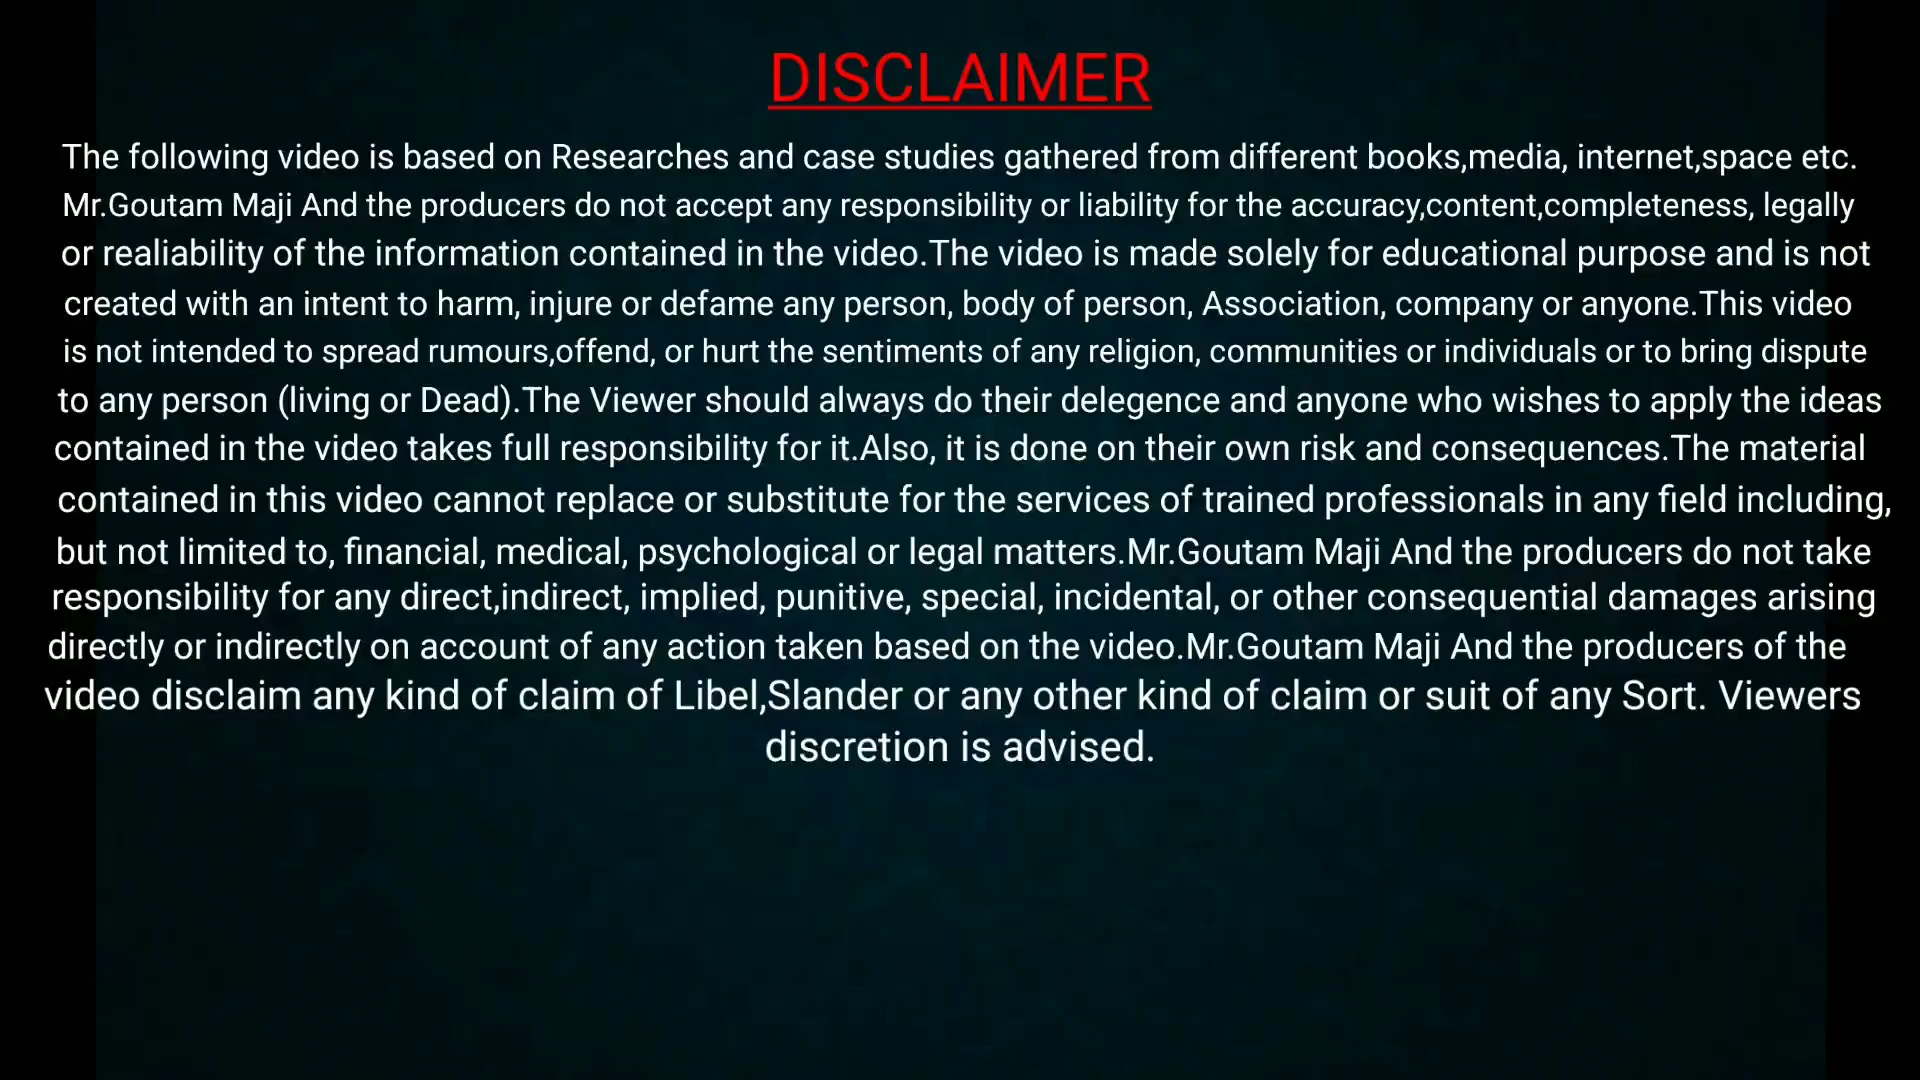 DISCLAIMER
The following video is based on Researches and case studies gathered from different books,media, internet,space etc.
Mr.Goutam Maji And the producers do not accept any responsibility or liability for the accuracy,content,completeness, legally
or realiability of the information contained in the video.The video is made solely for educational purpose and is not
created with an intent to harm, injure or defame any person, body of person, Association, company or anyone.This video
is not intended to spread rumours,offend, or hurt the sentiments of any religion, communities or individuals or to bring dispute
to any person (living or Dead).The Viewer should always do their delegence and anyone who wishes to apply the ideas
contained in the video takes full responsibility for it.Also, it is done on their own risk and consequences.The material
contained in this video cannot replace or substitute for the services of trained professionals in any field including,
but not limited to, financial, medical, psychological or legal matters.Mr.Goutam Maji And the producers do not take
responsibility for any direct,indirect, implied, punitive, special, incidental, or other consequential damages arising
directly or indirectly on account of any action taken based on the video.Mr.Goutam Maji And the producers of the
video disclaim any kind of claim of Libel,Slander or any other kind of claim or suit of any Sort. Viewers
discretion is advised.